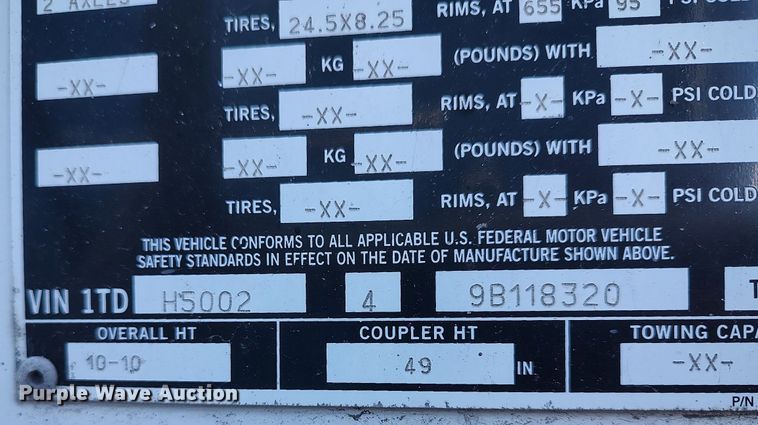 2 AXLES RIMS, AT 655 KPa 95 PSI COLD
TIRES, 24.5X8.25
-XX- -XX- KG -XX- (POUNDS) WITH -XX-
TIRES, -XX- RIMS, AT -X- KPa -X- PSI COLD
-XX- -XX- KG -XX- (POUNDS) WITH -XX-
TIRES, -XX- RIMS, AT -X- KPa -X- PSI COLD
THIS VEHICLE CONFORMS TO ALL APPLICABLE U.S. FEDERAL MOTOR VEHICLE
SAFETY STANDARDS IN EFFECT ON THE DATE OF MANUFACTURE SHOWN ABOVE.
VIN 1TD H5002 4 9B118320 T
OVERALL HT COUPLER HT TOWING CAPA
10-10 49 IN -XX-
P/N
Purple Wave Auction